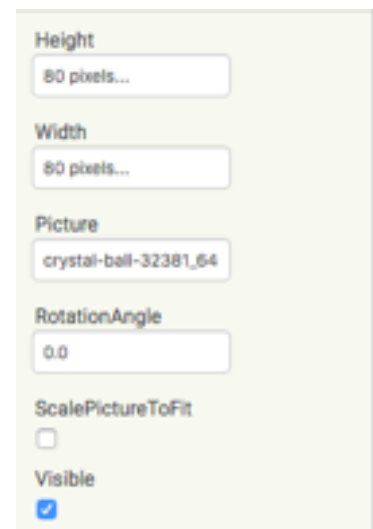 Height
80 pixels...
Width
80 pixels...
Picture
crystal-ball-32381_64
RotationAngle
0.0
ScalePictureToFit
Visible